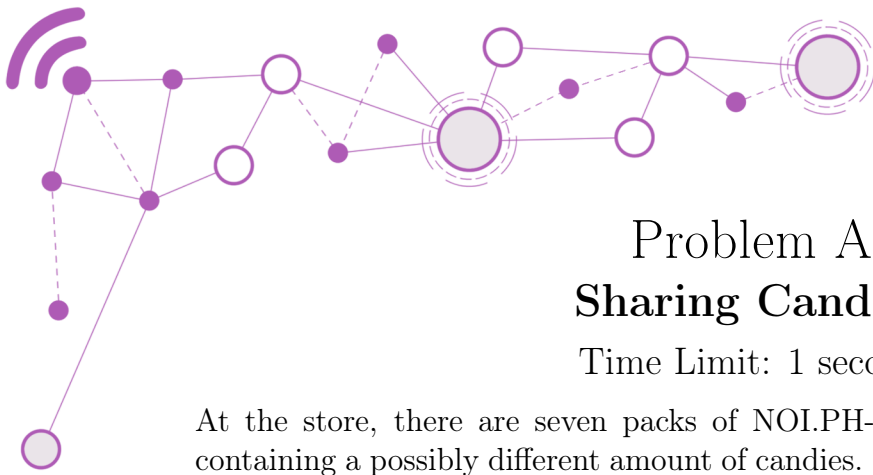 Problem A
Sharing Cand
Time Limit: 1 seco
At the store, there are seven packs of NOI.PH-
containing a possibly different amount of candies.